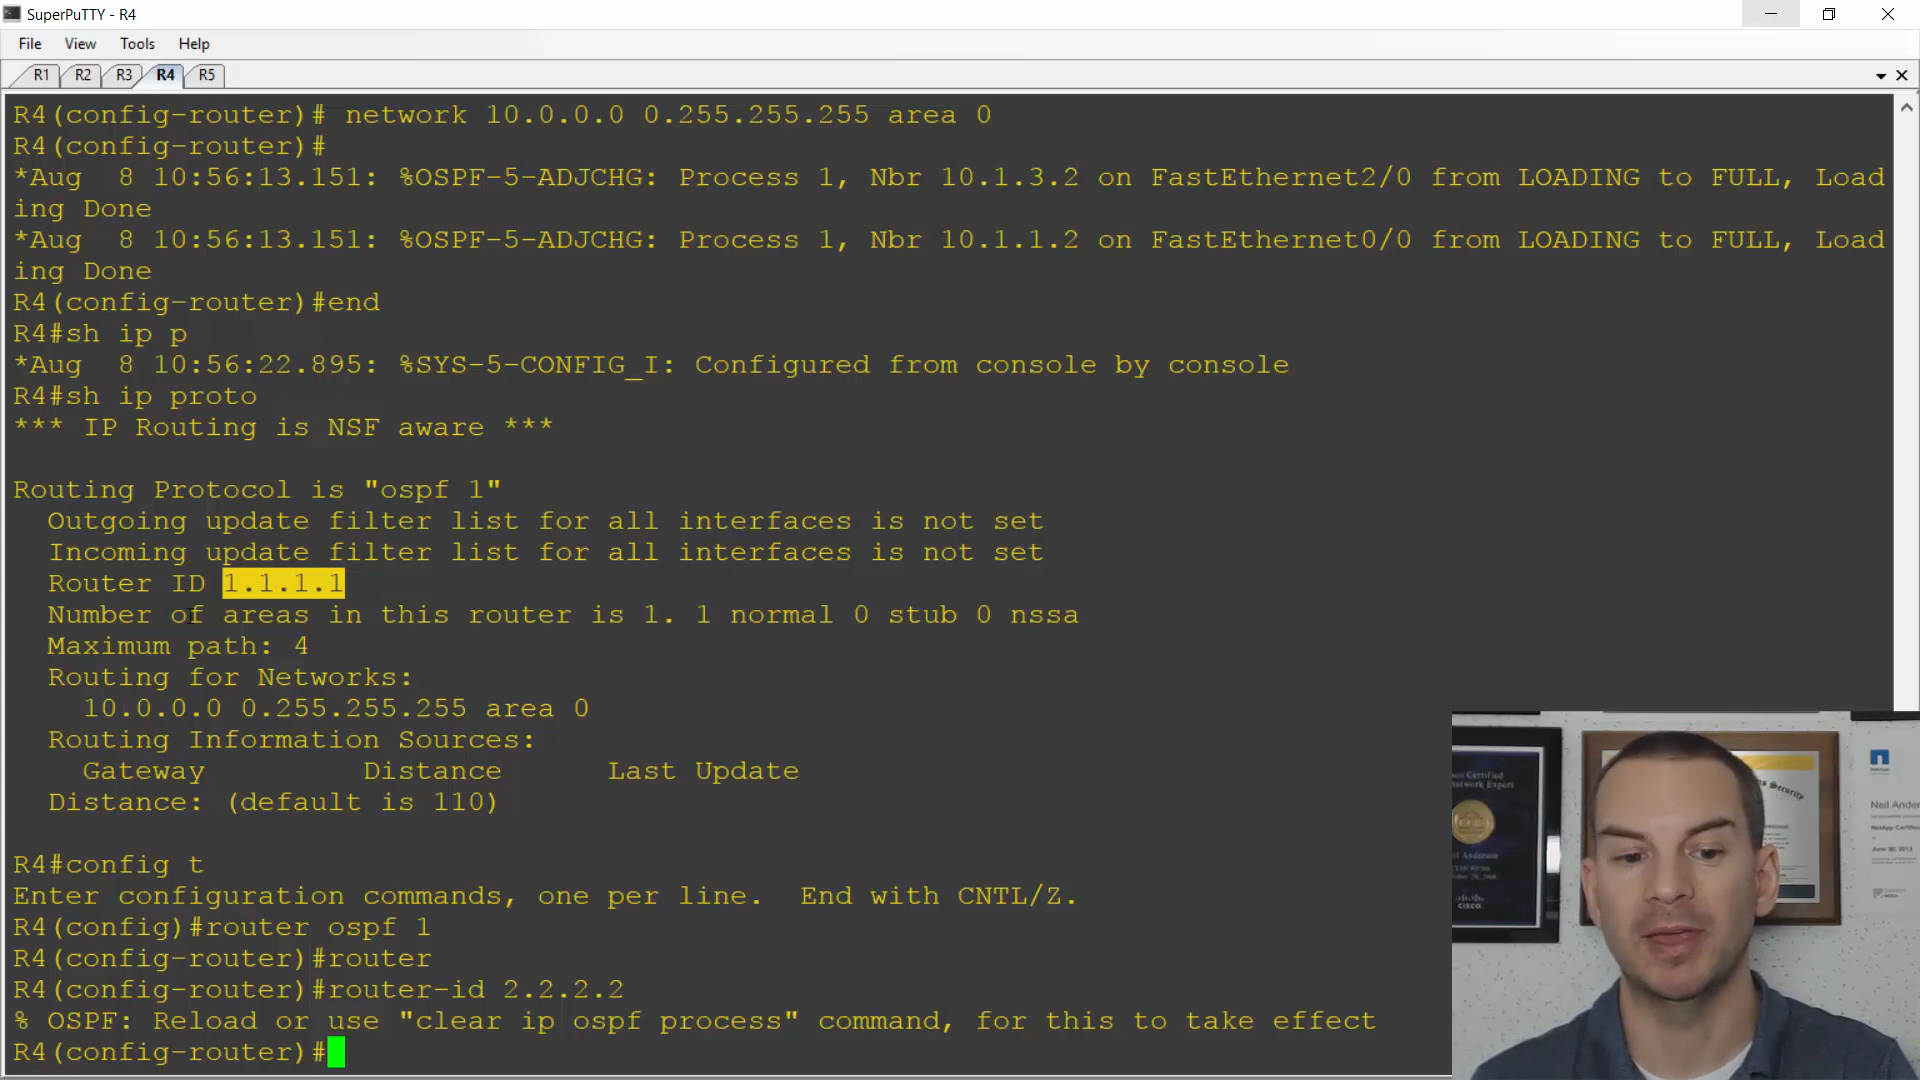 SuperPuTTY - R4
File View Tools Help
R1 R2 R3 R4 R5
R4(config-router)# network 10.0.0.0 0.255.255.255 area 0
R4(config-router)#
*Aug  8 10:56:13.151: %OSPF-5-ADJCHG: Process 1, Nbr 10.1.3.2 on FastEthernet2/0 from LOADING to FULL, Load
ing Done
*Aug  8 10:56:13.151: %OSPF-5-ADJCHG: Process 1, Nbr 10.1.1.2 on FastEthernet0/0 from LOADING to FULL, Load
ing Done
R4(config-router)#end
R4#sh ip p
*Aug  8 10:56:22.895: %SYS-5-CONFIG_I: Configured from console by console
R4#sh ip proto
*** IP Routing is NSF aware ***
Routing Protocol is "ospf 1"
  Outgoing update filter list for all interfaces is not set
  Incoming update filter list for all interfaces is not set
  Router ID 1.1.1.1
  Number of areas in this router is 1. 1 normal 0 stub 0 nssa
  Maximum path: 4
  Routing for Networks:
    10.0.0.0 0.255.255.255 area 0
  Routing Information Sources:
    Gateway         Distance      Last Update
  Distance: (default is 110)
R4#config t
Enter configuration commands, one per line.  End with CNTL/Z.
R4(config)#router ospf 1
R4(config-router)#router
R4(config-router)#router-id 2.2.2.2
% OSPF: Reload or use "clear ip ospf process" command, for this to take effect
R4(config-router)#
Certified
Security
Neil Ander
NetApp Certific
June 30, 2013
CISCO